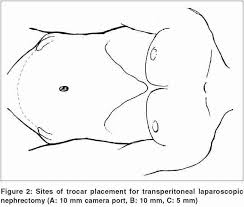 Figure 2: Sites of trocar placement for transperitoneal laparoscopic
nephrectomy (A: 10 mm camera port, B: 10 mm, C: 5 mm)